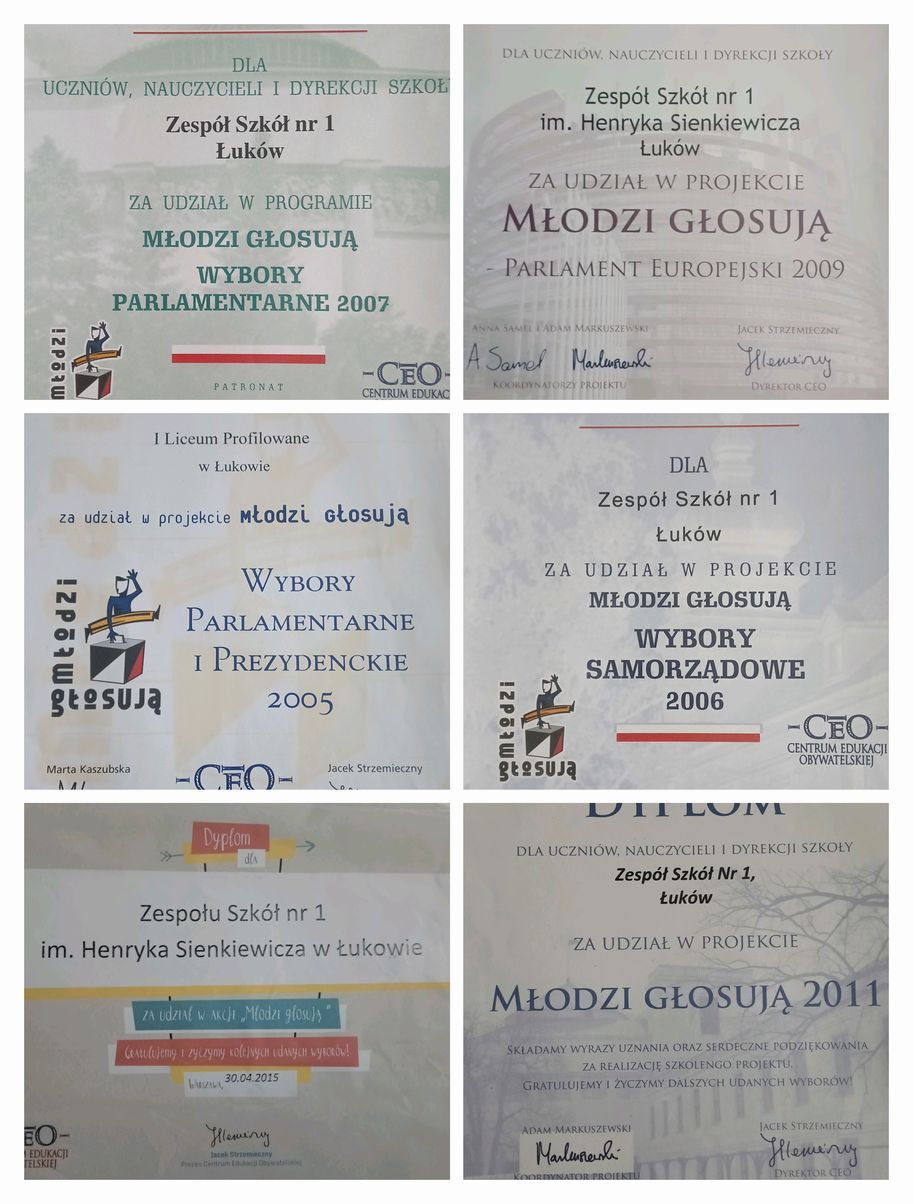 DLA
UCZNIÓW, NAUCZYCIELI I DYREKCJI SZKOŁ
Zespół Szkół nr 1
Łuków
ZA UDZIAŁ W PROGRAMIE
MŁODZI GŁOSUJĄ
WYBORY
PARLAMENTARNE 2007
młodzi
PATRONAT
CEO
CENTRUM EDUKAC
DLA UCZNIÓW, NAUCZYCIELI I DYREKCJI SZKOŁY
Zespół Szkół nr 1
im. Henryka Sienkiewicza
Łuków
ZA UDZIAŁ W PROJEKCIE
MŁODZI GŁOSUJĄ
- PARLAMENT EUROPEJSKI 2009
ANNA SAMEL I ADAM MARKUSZEWSKI
JACEK STRZEMIECZNY
A Samel Markuszewski
KOORDYNATORZY PROJEKTU
DYREKTOR CEO
I Liceum Profilowane
w Łukowie
za udział w projekcie młodzi głosują
WYBORY
PARLAMENTARNE
I PREZYDENCKIE
2005
młodzi
głosują
Marta Kaszubska
CEO
Jacek Strzemieczny
DLA
Zespół Szkół nr 1
Łuków
ZA UDZIAŁ W PROJEKCIE
MŁODZI GŁOSUJĄ
WYBORY
SAMORZĄDOWE
2006
młodzi
głosują
CEO
CENTRUM EDUKACJI
OBYWATELSKIEJ
Dyplom
dla
Zespołu Szkół nr 1
im. Henryka Sienkiewicza w Łukowie
za udział w akcji „Młodzi głosują"
Gratulujemy i życzymy kolejnych udanych wyborów!
Warszawa, 30.04.2015
EO
M EDUKACJI
TELSKIEJ
Jacek Strzemieczny
Prezes Centrum Edukacji Obywatelskiej
DYPLOM
DLA UCZNIÓW, NAUCZYCIELI I DYREKCJI SZKOŁY
Zespół Szkół Nr 1,
Łuków
ZA UDZIAŁ W PROJEKCIE
MŁODZI GŁOSUJĄ 2011
SKŁADAMY WYRAZY UZNANIA ORAZ SERDECZNE PODZIĘKOWANIA
ZA REALIZACJĘ SZKOLENGO PROJEKTU.
GRATULUJEMY I ŻYCZYMY DALSZYCH UDANYCH WYBORÓW!
ADAM MARKUSZEWSKI
JACEK STRZEMIECZNY
Markuszewski
KOORDYNATOR PROJEKTU
DYREKTOR CEO